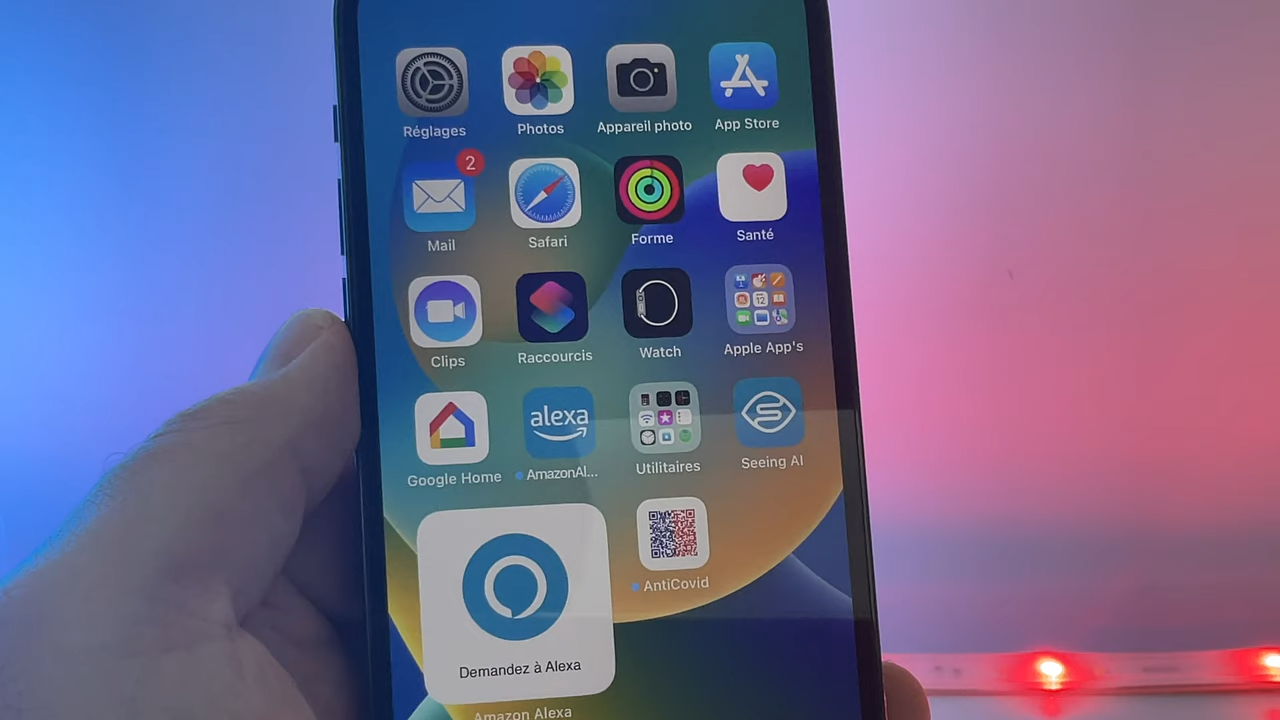 Réglages
Photos
Appareil photo
App Store
2
Mail
Safari
Forme
Santé
Clips
Raccourcis
Watch
12
Apple App's
alexa
Google Home
AmazonAl...
Utilitaires
Seeing AI
AntiCovid
Demandez à Alexa
Amazon Alexa